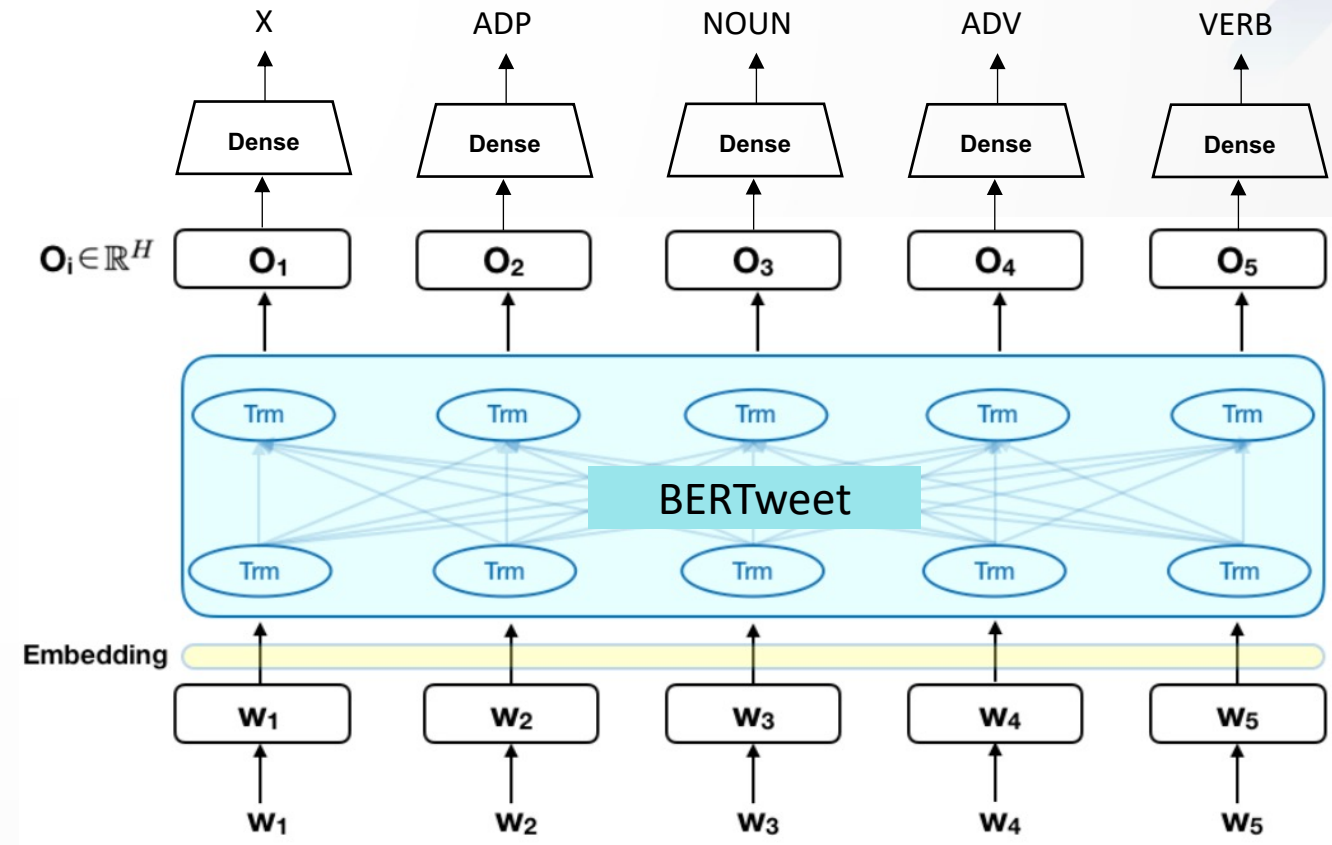 X ADP NOUN ADV VERB
Dense Dense Dense Dense Dense
Oᵢ∈ℝᴴ O₁ O₂ O₃ O₄ O₅
Trm Trm Trm Trm Trm
BERTweet
Trm Trm Trm Trm Trm
Embedding
w₁ w₂ w₃ w₄ w₅
w₁ w₂ w₃ w₄ w₅